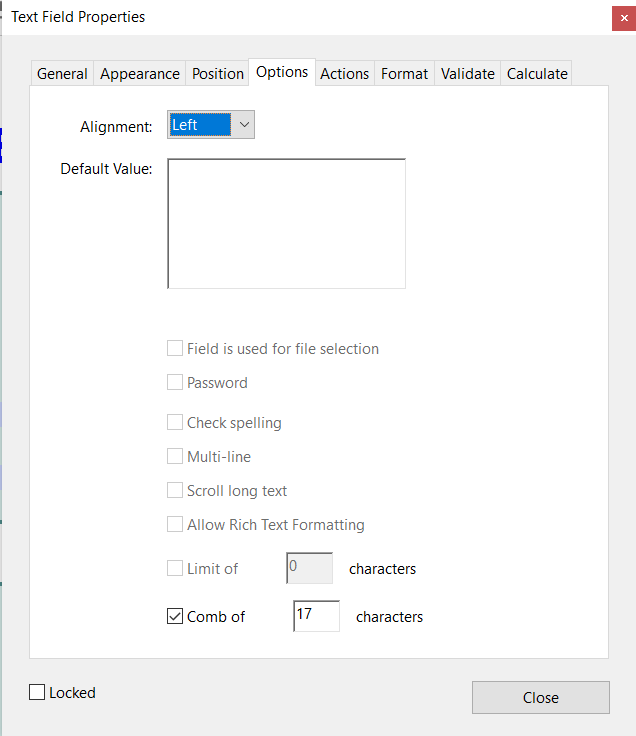 Text Field Properties
General Appearance Position Options Actions Format Validate Calculate
Alignment: Left
Default Value:
Field is used for file selection
Password
Check spelling
Multi-line
Scroll long text
Allow Rich Text Formatting
Limit of 0 characters
Comb of 17 characters
Locked Close